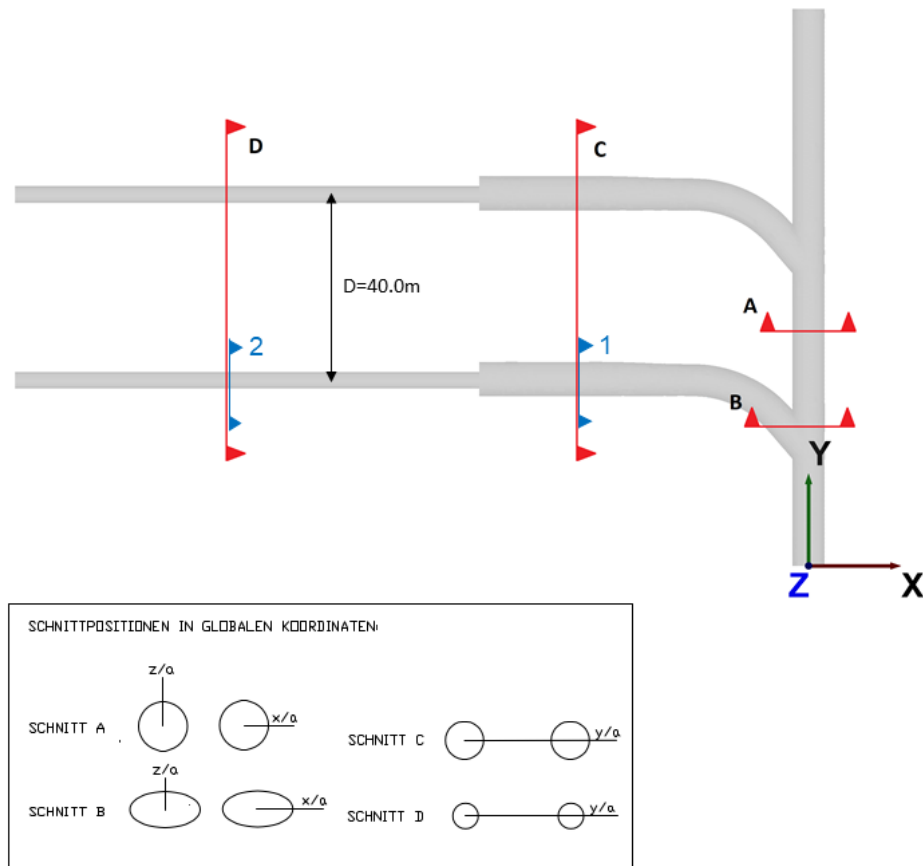 D
C
2
1
D=40.0m
A
B
Y
Z
X
SCHNITTPOSITIONEN IN GLOBALEN KOORDINATEN:
z/a
SCHNITT A
x/a
SCHNITT C
y/a
z/a
SCHNITT B
x/a
SCHNITT D
y/a